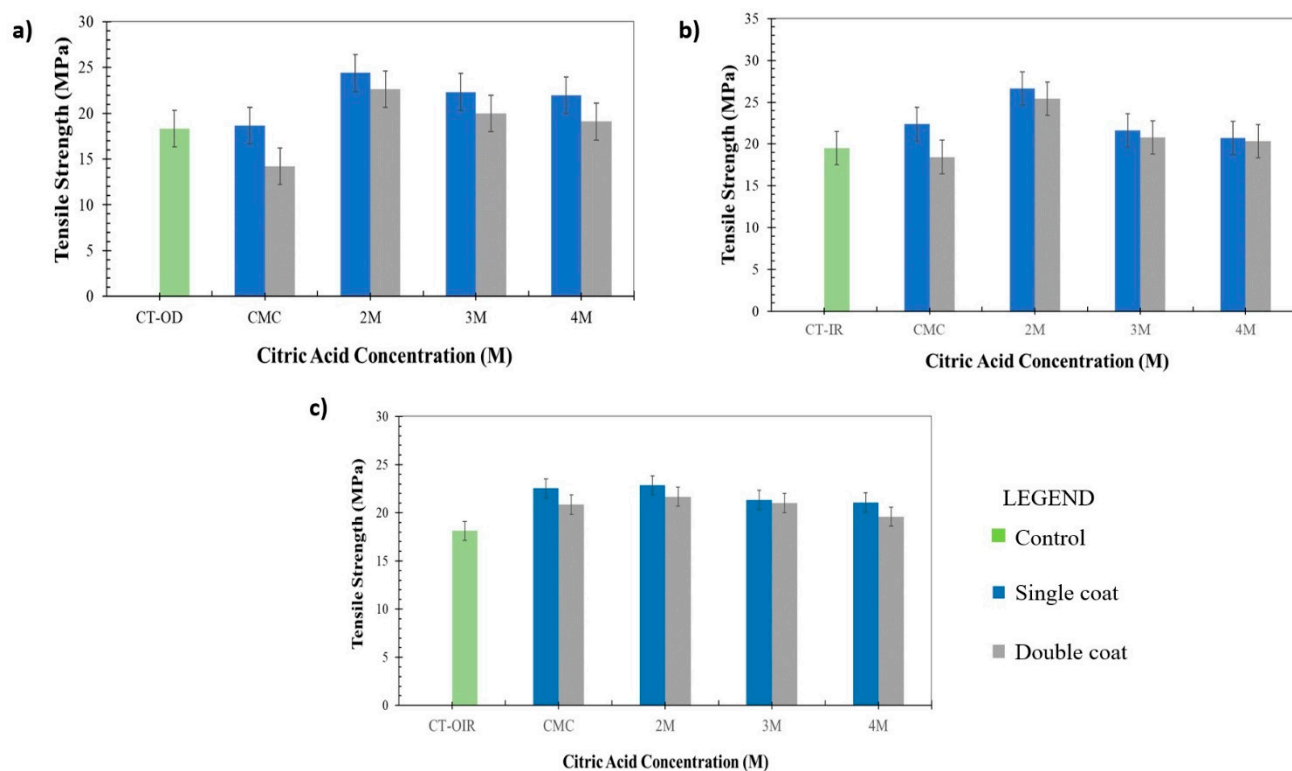 a)
Tensile Strength (MPa)
30
25
20
15
10
5
0
CT-OD CMC 2M 3M 4M
Citric Acid Concentration (M)
b)
Tensile Strength (MPa)
35
30
25
20
15
10
5
0
CT-IR CMC 2M 3M 4M
Citric Acid Concentration (M)
c)
Tensile Strength (MPa)
30
25
20
15
10
5
0
CT-OIR CMC 2M 3M 4M
Citric Acid Concentration (M)
LEGEND
Control
Single coat
Double coat